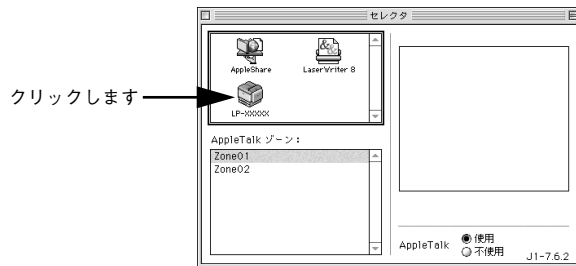 セレクタ
AppleShare
LaserWriter 8
クリックします
LP-XXXXX
AppleTalk ゾーン：
Zone01
Zone02
AppleTalk
使用
不使用
J1-7.6.2